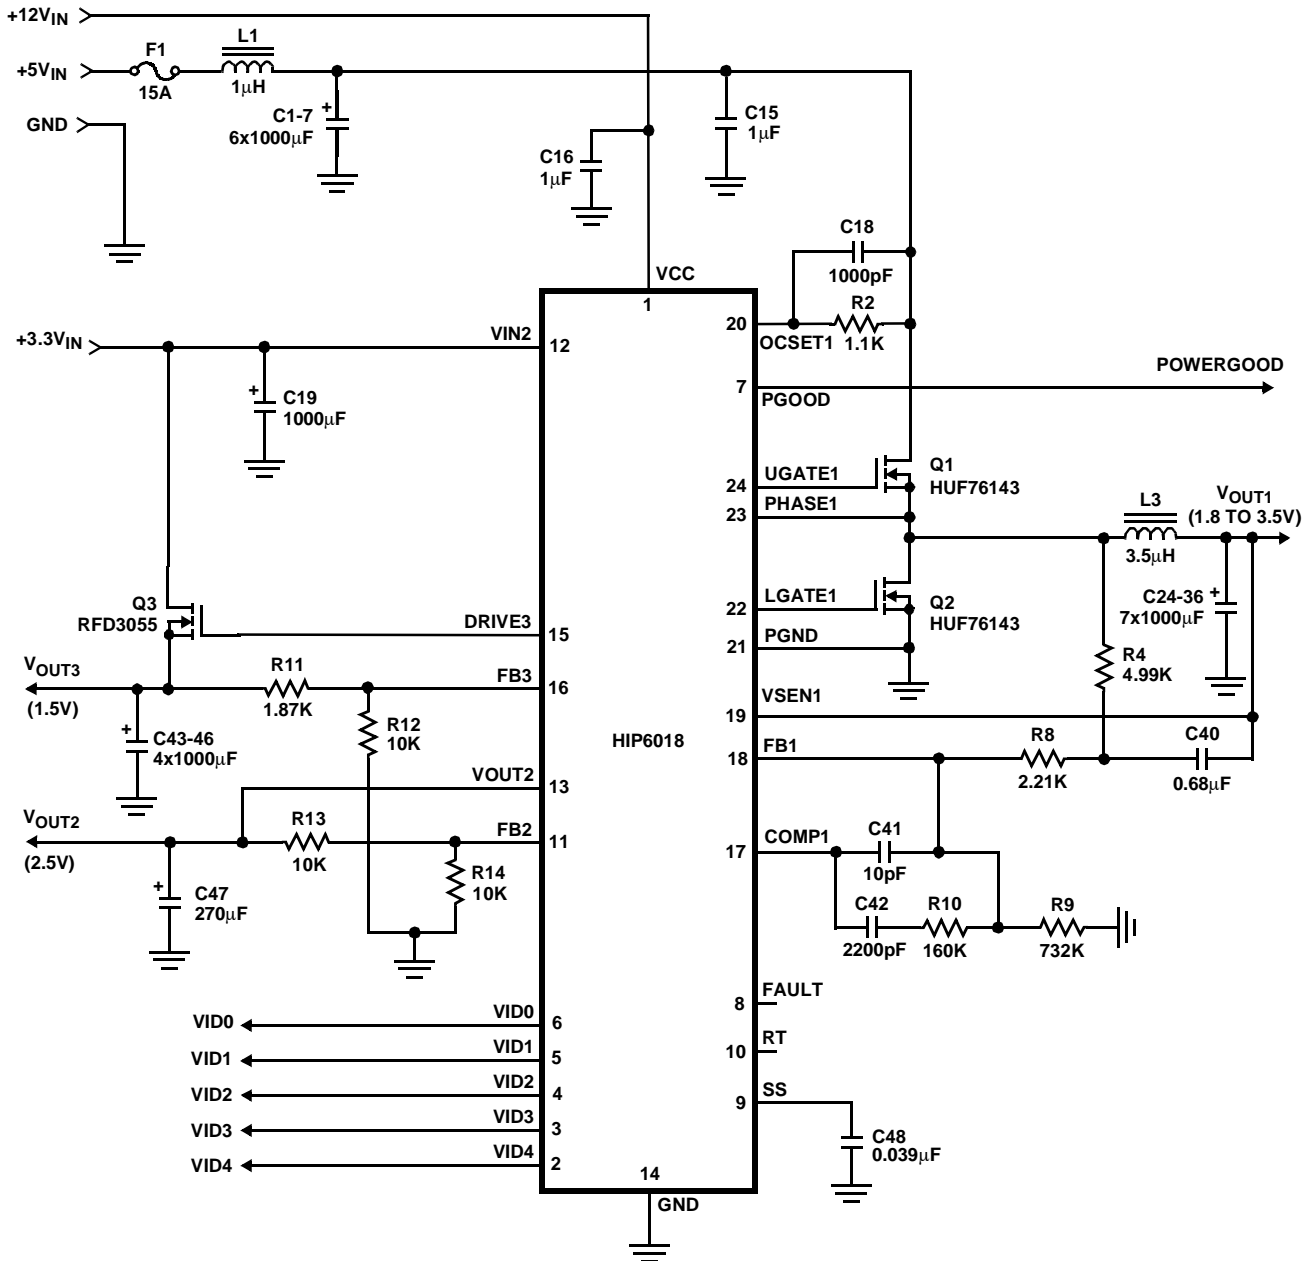 +12VIN
F1
L1
+5VIN
15A
1μH
C1-7
6x1000μF
GND
C15
1μF
C16
1μF
C18
1000pF
VCC
1
R2
20
OCSET1
1.1K
+3.3VIN
VIN2
12
C19
1000μF
7
PGOOD
POWERGOOD
24
UGATE1
Q1
HUF76143
23
PHASE1
L3
3.5μH
VOUT1
(1.8 TO 3.5V)
22
LGATE1
Q2
HUF76143
C24-36
7x1000μF
21
PGND
R4
4.99K
Q3
RFD3055
DRIVE3
15
VOUT3
(1.5V)
R11
1.87K
FB3
16
C43-46
4x1000μF
R12
10K
HIP6018
19
VSEN1
18
FB1
R8
2.21K
C40
0.68μF
VOUT2
13
VOUT2
(2.5V)
R13
10K
FB2
11
R14
10K
C47
270μF
17
COMP1
C41
10pF
C42
2200pF
R10
160K
R9
732K
8
FAULT
10
RT
9
SS
C48
0.039μF
VID0
VID0
6
VID1
VID1
5
VID2
VID2
4
VID3
VID3
3
VID4
VID4
2
14
GND